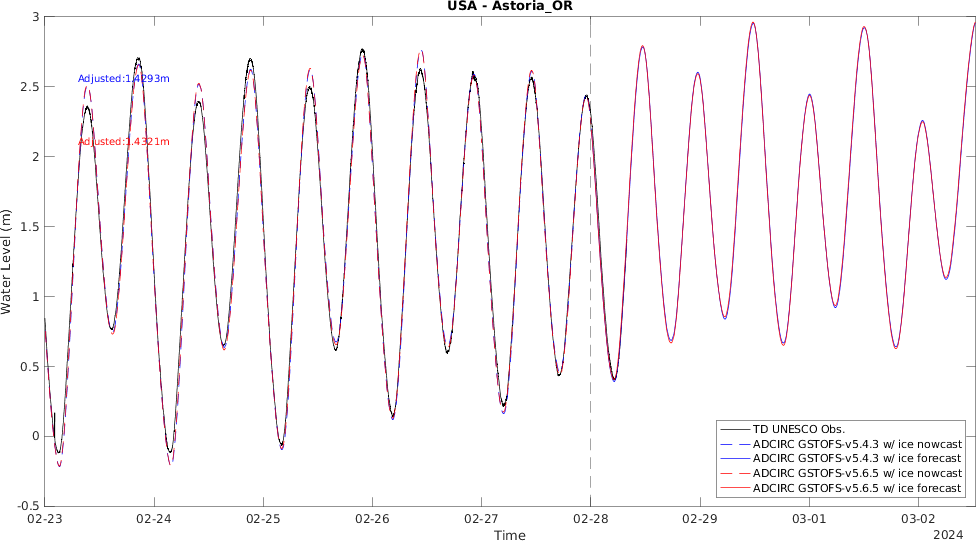 USA - Astoria_OR
3
2.5
2
1.5
1
0.5
0
-0.5
Water Level (m)
Adjusted:1.4293m
Adjusted:1.4321m
TD UNESCO Obs.
ADCIRC GSTOFS-v5.4.3 w/ ice nowcast
ADCIRC GSTOFS-v5.4.3 w/ ice forecast
ADCIRC GSTOFS-v5.6.5 w/ ice nowcast
ADCIRC GSTOFS-v5.6.5 w/ ice forecast
02-23 02-24 02-25 02-26 02-27 02-28 02-29 03-01 03-02
Time
2024